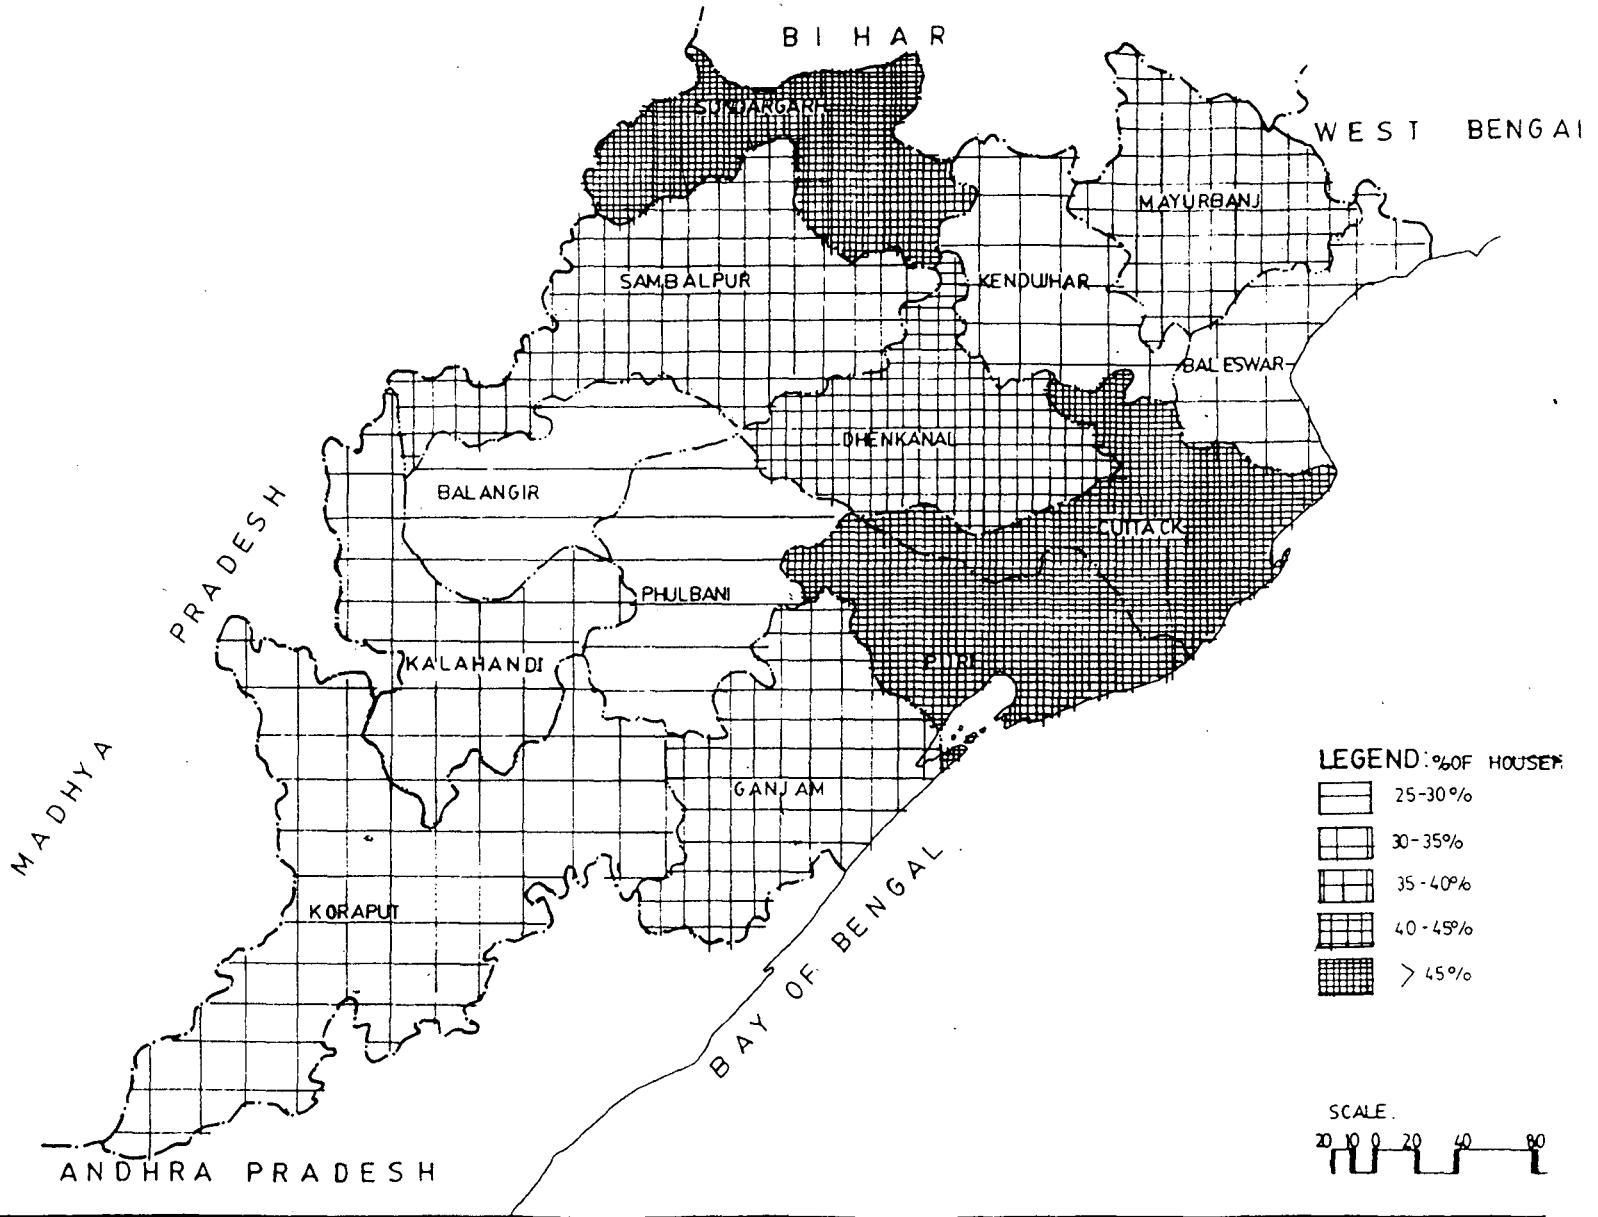 BIHAR
SUNDARGARH
WEST BENGAL
MAYURBANJ
SAMBALPUR
KENDUJHAR
BALESWAR
DHENKANAL
BALANGIR
CUTTACK
MADHYA PRADESH
PHULBANI
KALAHANDI
PURI
GANJAM
KORAPUT
BAY OF BENGAL
ANDHRA PRADESH
LEGEND: %OF
25-30%
30-35%
35-40%
40-45%
> 45%
SCALE.
20 10 0 20 40 80